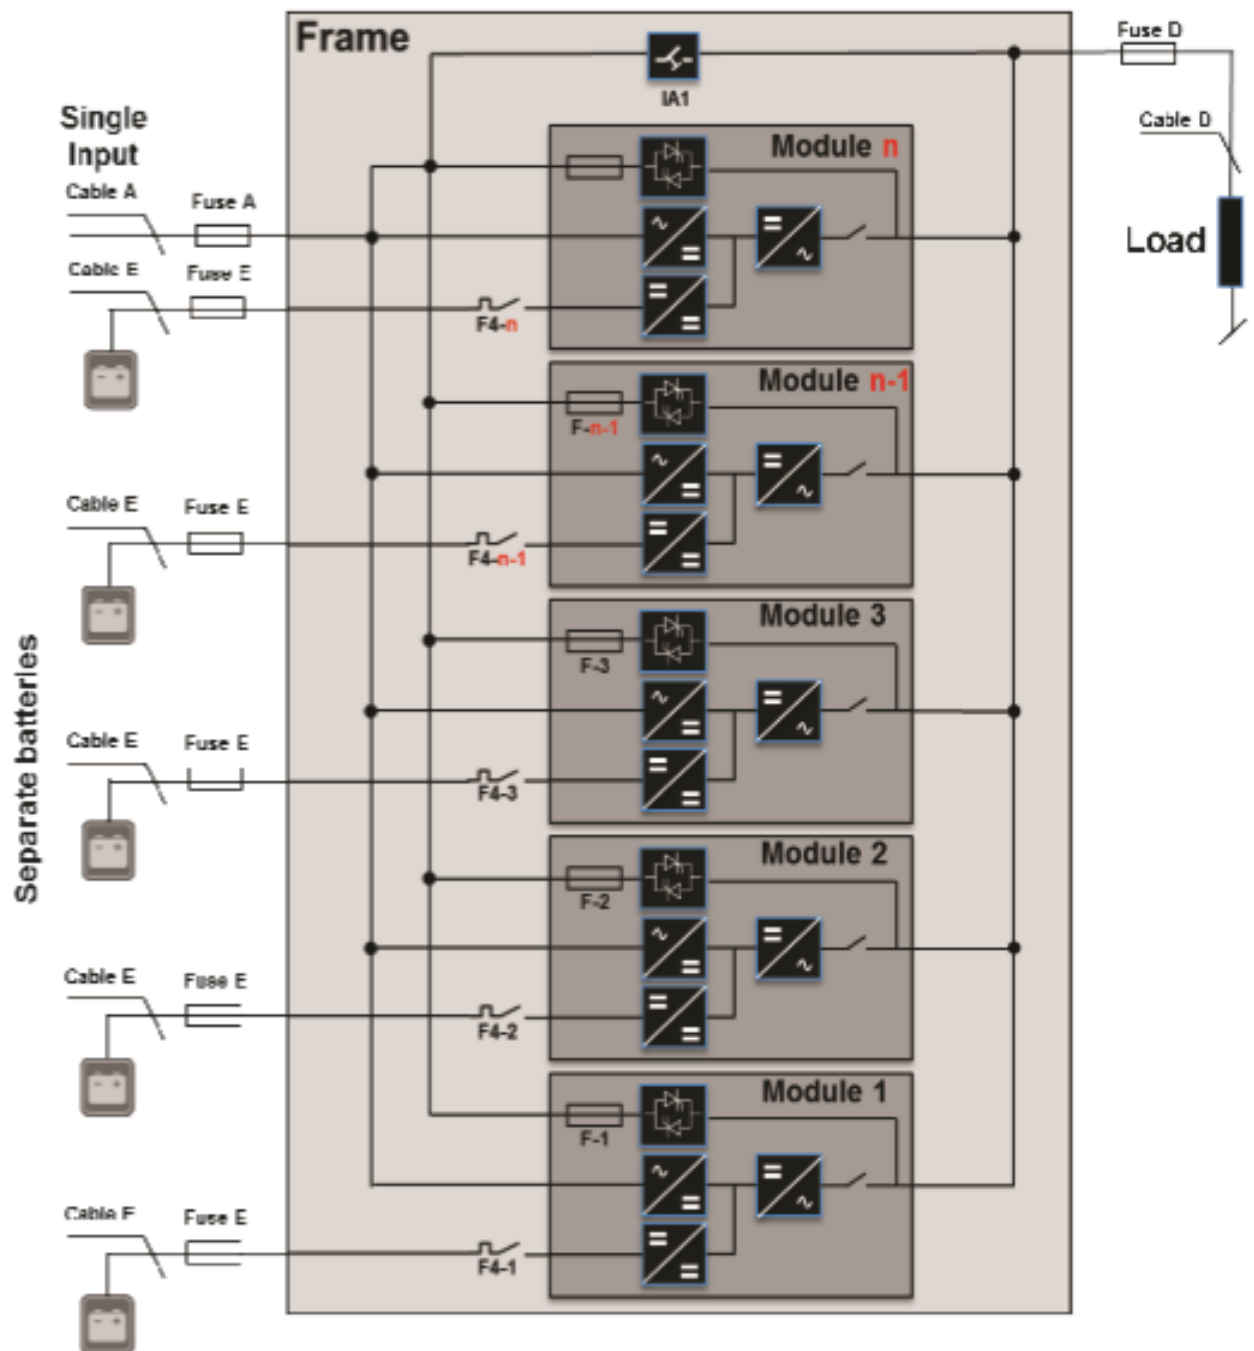 Frame
Fuse D
IA1
Cable D
Single
Input
Module n
Cable A
Fuse A
Load
Cable E
Fuse E
F4-n
Module n-1
F-n-1
Cable E
Fuse E
F4-n-1
Module 3
Separate batteries
F-3
Cable E
Fuse E
F4-3
Module 2
F-2
Cable E
Fuse E
F4-2
Module 1
F-1
Cable E
Fuse E
F4-1